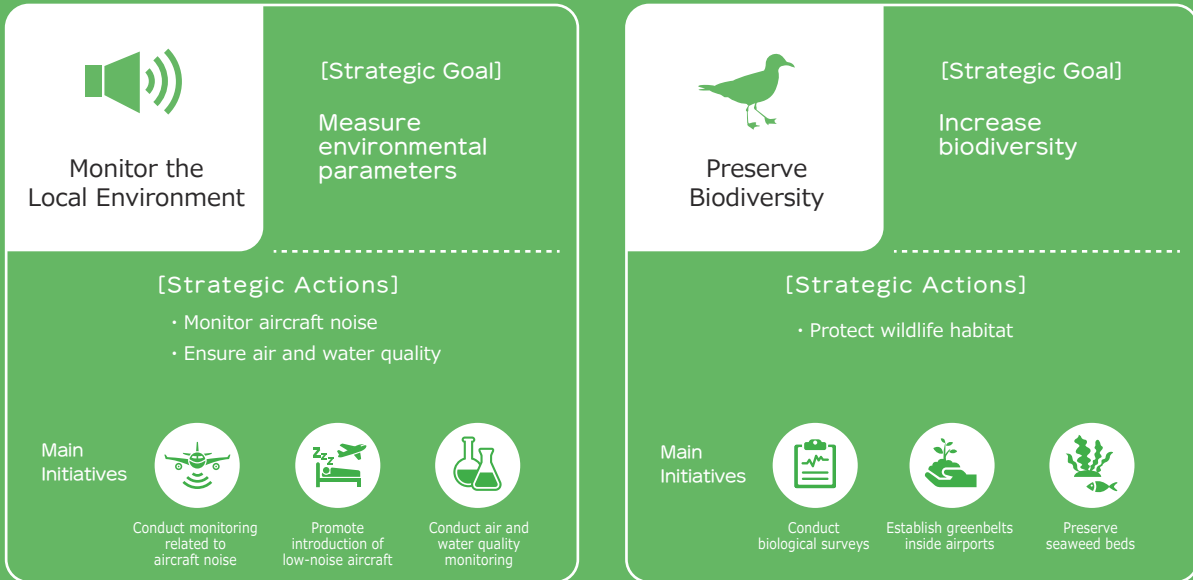 Monitor the
Local Environment
[Strategic Goal]
Measure
environmental
parameters
[Strategic Actions]
・Monitor aircraft noise
・Ensure air and water quality
Main
Initiatives
Conduct monitoring
related to
aircraft noise
Zzz
Promote
introduction of
low-noise aircraft
Conduct air and
water quality
monitoring
Preserve
Biodiversity
[Strategic Goal]
Increase
biodiversity
[Strategic Actions]
・Protect wildlife habitat
Main
Initiatives
Conduct
biological surveys
Establish greenbelts
inside airports
Preserve
seaweed beds